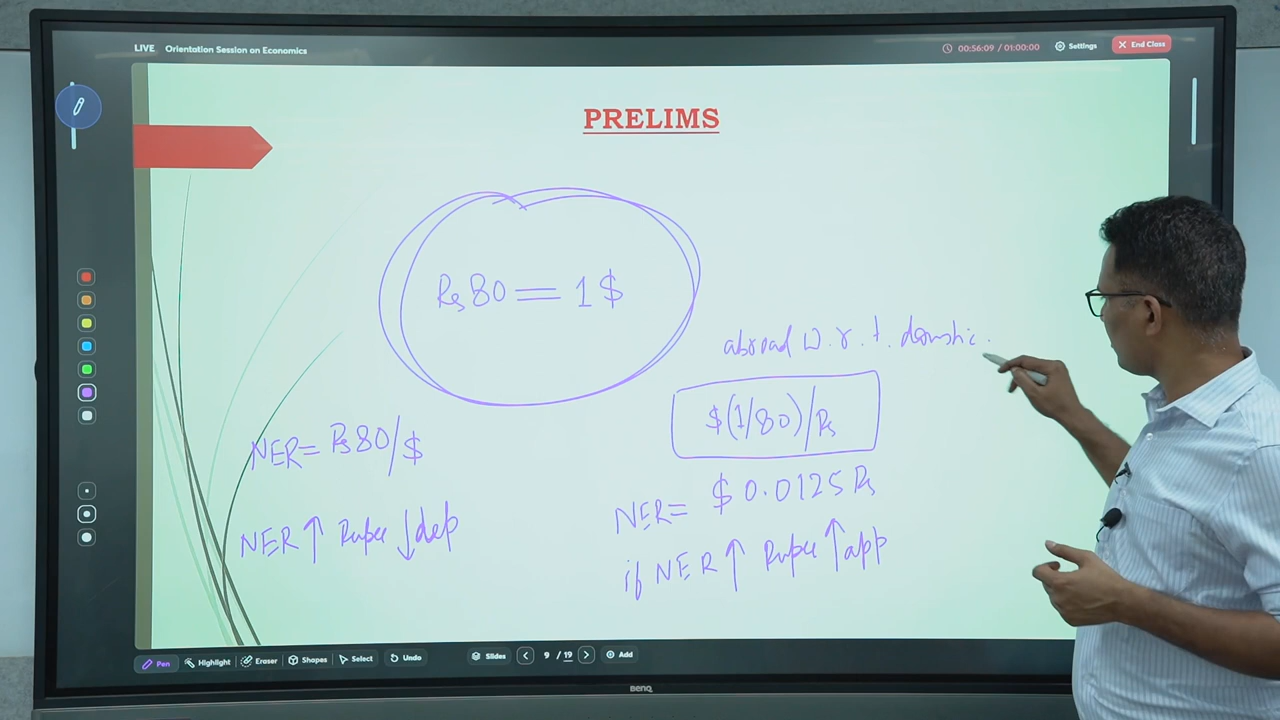 LIVE Orientation Session on Economics
00:56:09 / 01:00:00 Settings End Class
PRELIMS
Rs 80 = 1 $
abroad w.r.t. domestic.
$(1/80)/Rs
NER = Rs 80/$
NER = $ 0.0125 Rs
NER ↑ Rupee ↓ dep
if NER ↑ Rupee ↑ app
Pen Highlight Eraser Shapes Select Undo Slides 9 / 19 Add
BenQ